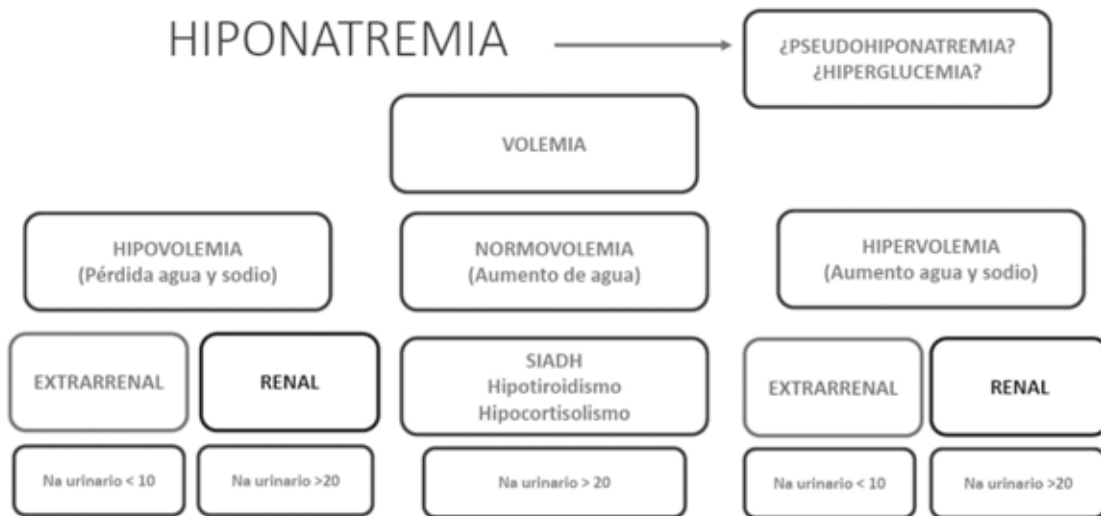 HIPONATREMIA
¿PSEUDOHIPONATREMIA?
¿HIPERGLUCEMIA?
VOLEMIA
HIPOVOLEMIA
(Pérdida agua y sodio)
NORMOVOLEMIA
(Aumento de agua)
HIPERVOLEMIA
(Aumento agua y sodio)
EXTRARRENAL
RENAL
SIADH
Hipotiroidismo
Hipocortisolismo
EXTRARRENAL
RENAL
Na urinario < 10
Na urinario >20
Na urinario > 20
Na urinario < 10
Na urinario >20